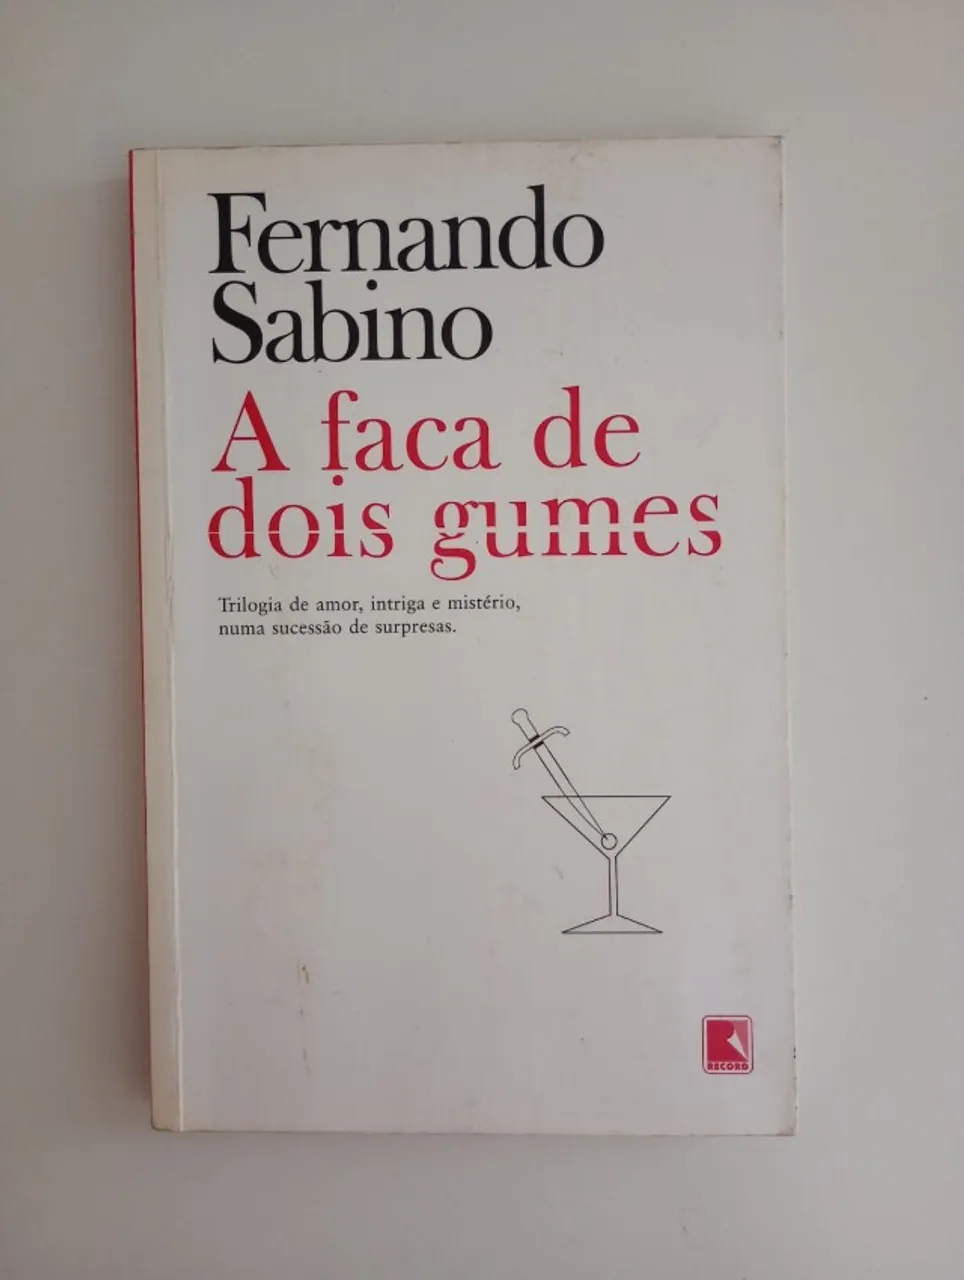 Fernando
Sabino
A faca de
dois gumes
Trilogia de amor, intriga e mistério,
numa sucessão de surpresas.
RECORD